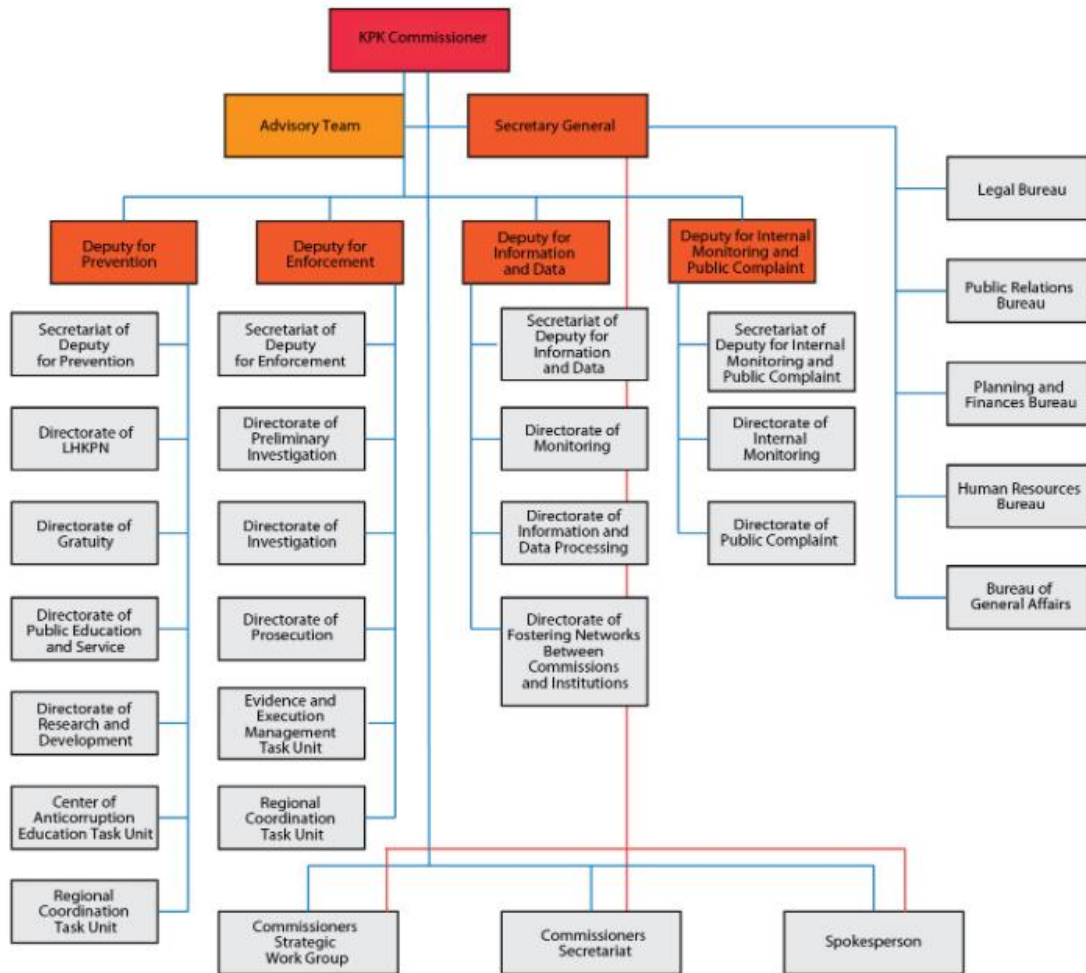 KPK Commissioner
Advisory Team
Secretary General
Legal Bureau
Public Relations
Bureau
Planning and
Finances Bureau
Human Resources
Bureau
Bureau of
General Affairs
Deputy for
Prevention
Secretariat of
Deputy
for Prevention
Directorate of
LHKPN
Directorate of
Gratuity
Directorate of
Public Education
and Service
Directorate of
Research and
Development
Center of
Anticorruption
Education Task Unit
Regional
Coordination
Task Unit
Deputy for
Enforcement
Secretariat of
Deputy
for Enforcement
Directorate of
Preliminary
Investigation
Directorate of
Investigation
Directorate of
Prosecution
Evidence and
Execution
Management
Task Unit
Regional
Coordination
Task Unit
Deputy for
Information
and Data
Secretariat of
Deputy for
Infornation
and Data
Directorate of
Monitoring
Directorate of
Information and
Data Processing
Directorate of
Fostering Networks
Between
Commissions
and Institutions
Deputy for Internal
Monitoring and
Public Complaint
Secretariat of
Deputy for Internal
Monitoring and
Public Complaint
Directorate of
Internal
Monitoring
Directorate of
Public Complaint
Commissioners
Strategic
Work Group
Commissioners
Secretariat
Spokesperson